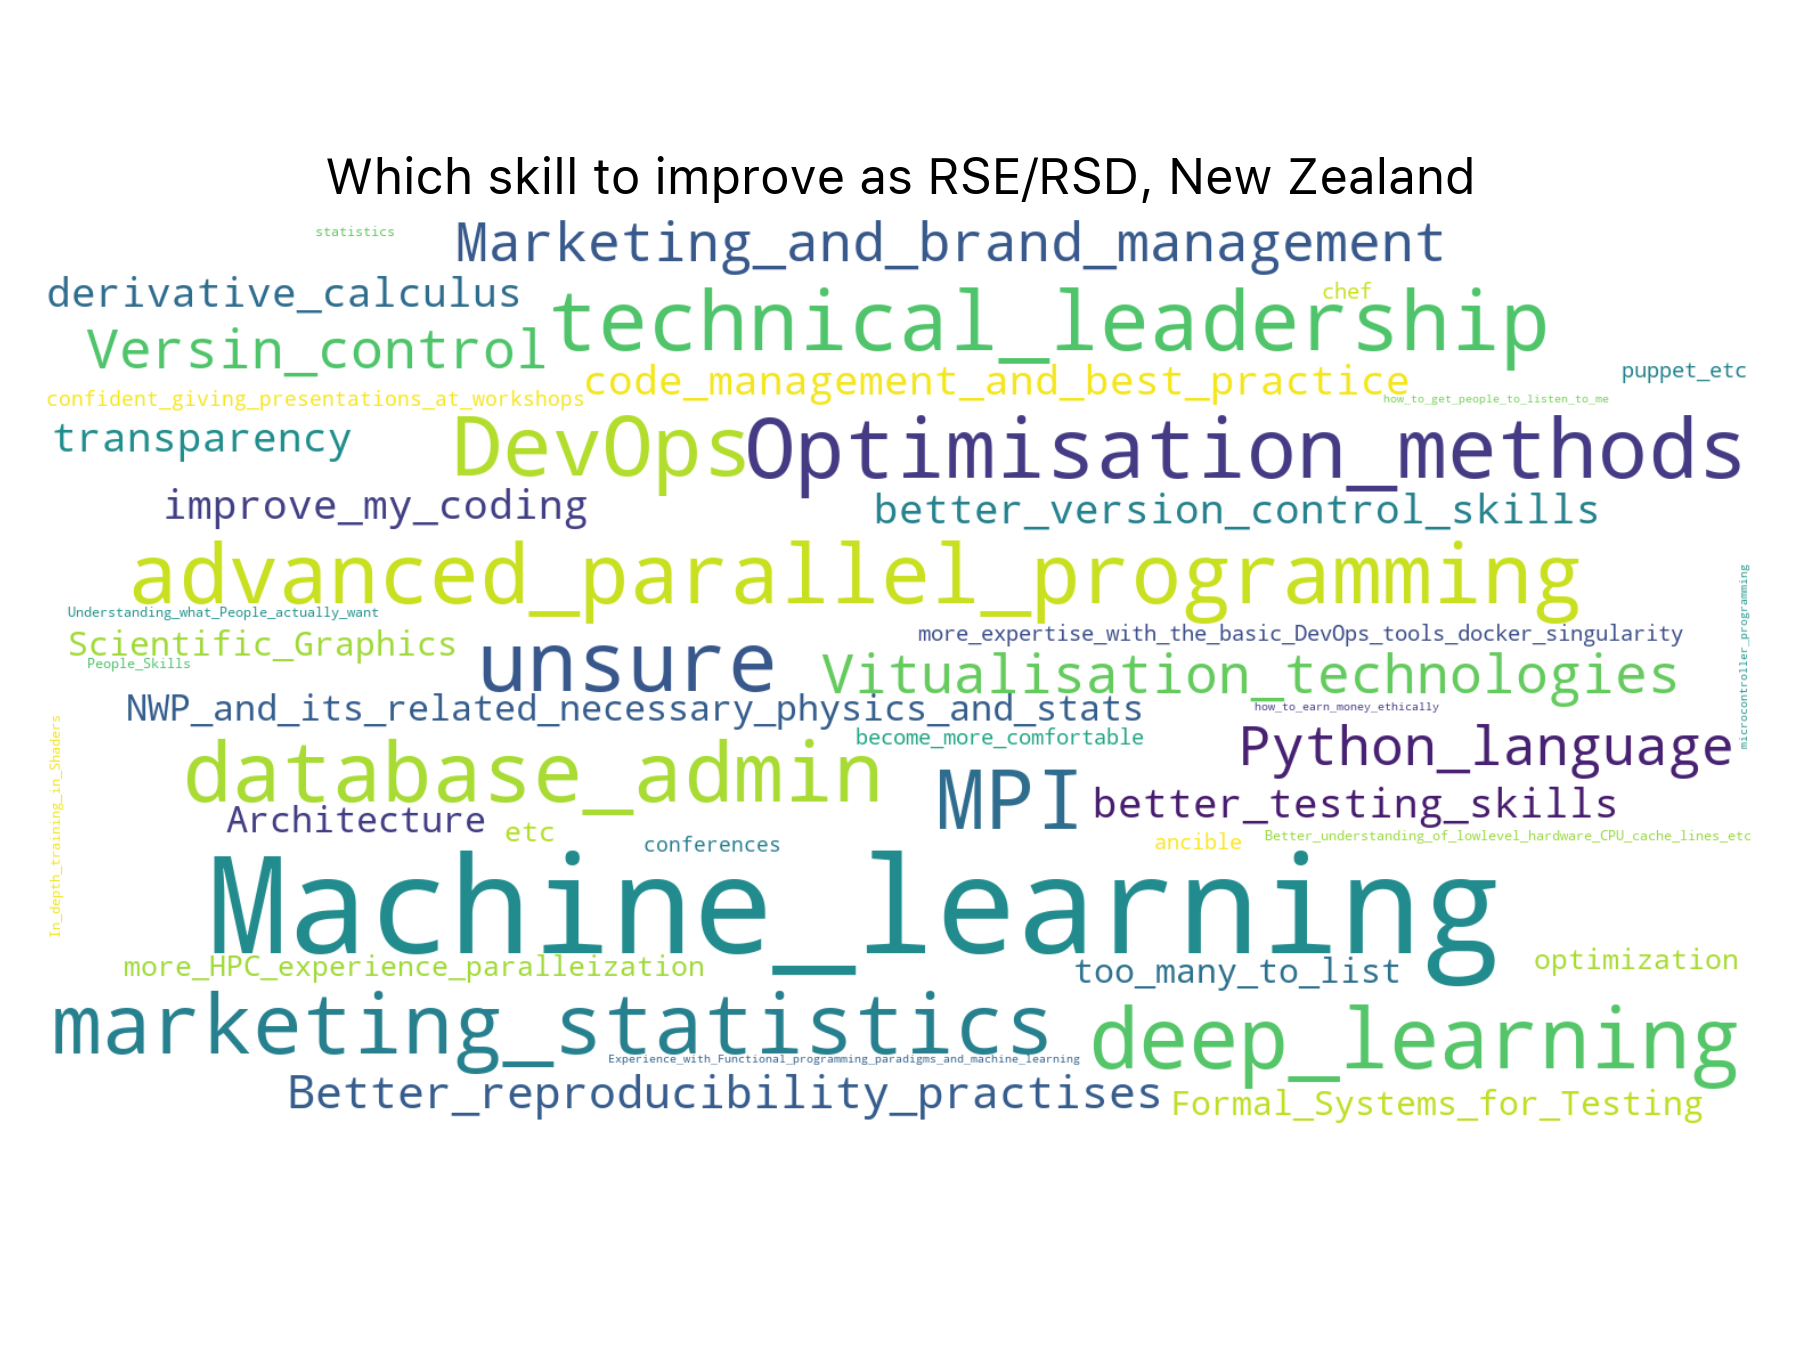 Which skill to improve as RSE/RSD, New Zealand
statistics
Marketing_and_brand_management
derivative_calculus
technical_leadership
chef
Versin_control
code_management_and_best_practice
puppet_etc
confident_giving_presentations_at_workshops
how_to_get_people_to_listen_to_me
transparency
DevOps
Optimisation_methods
improve_my_coding
better_version_control_skills
advanced_parallel_programming
microcontroller_programming
Understanding_what_People_actually_want
Scientific_Graphics
unsure
more_expertise_with_the_basic_DevOps_tools_docker_singularity
People_Skills
Vitualisation_technologies
NWP_and_its_related_necessary_physics_and_stats
how_to_earn_money_ethically
In_depth_training_in_Shaders
become_more_comfortable
Python_language
database_admin
MPI
better_testing_skills
Architecture
etc
conferences
ancible
Better_understanding_of_lowlevel_hardware_CPU_cache_lines_etc
Machine_learning
more_HPC_experience_paralleization
too_many_to_list
optimization
marketing_statistics
deep_learning
Experience_with_Functional_programming_paradigms_and_machine_learning
Better_reproducibility_practises
Formal_Systems_for_Testing